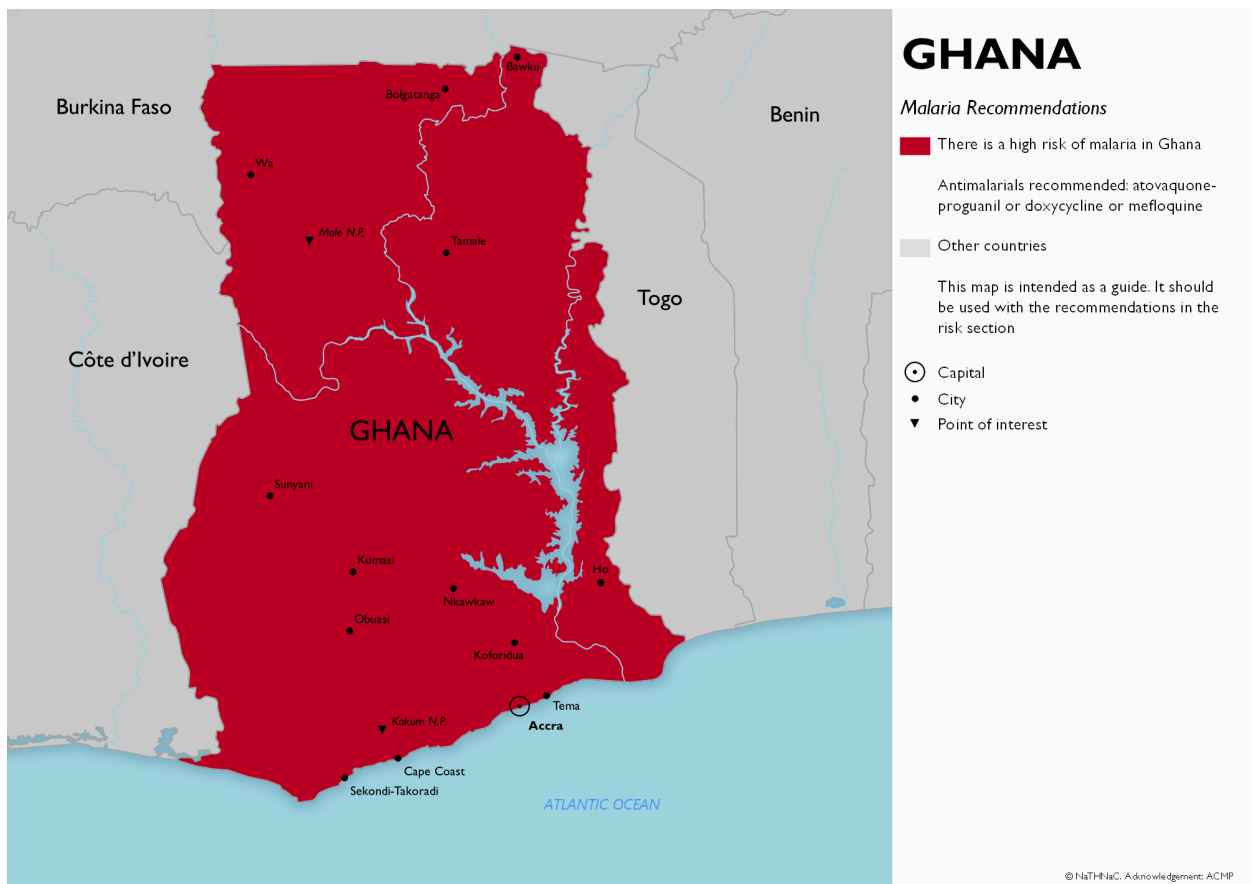 GHANA
Malaria Recommendations
There is a high risk of malaria in Ghana
Antimalarials recommended: atovaquone-
proguanil or doxycycline or mefloquine
Other countries
This map is intended as a guide. It should
be used with the recommendations in the
risk section
Capital
City
Point of interest
Burkina Faso
Benin
Bawku
Bolgatanga
Wa
Mole N.P.
Tamale
Togo
Côte d'Ivoire
GHANA
Sunyani
Kumasi
Ho
Nkawkaw
Obuasi
Koforidua
Tema
Kakum N.P.
Accra
Cape Coast
Sekondi-Takoradi
ATLANTIC OCEAN
© NaTHNaC. Acknowledgement: ACMP